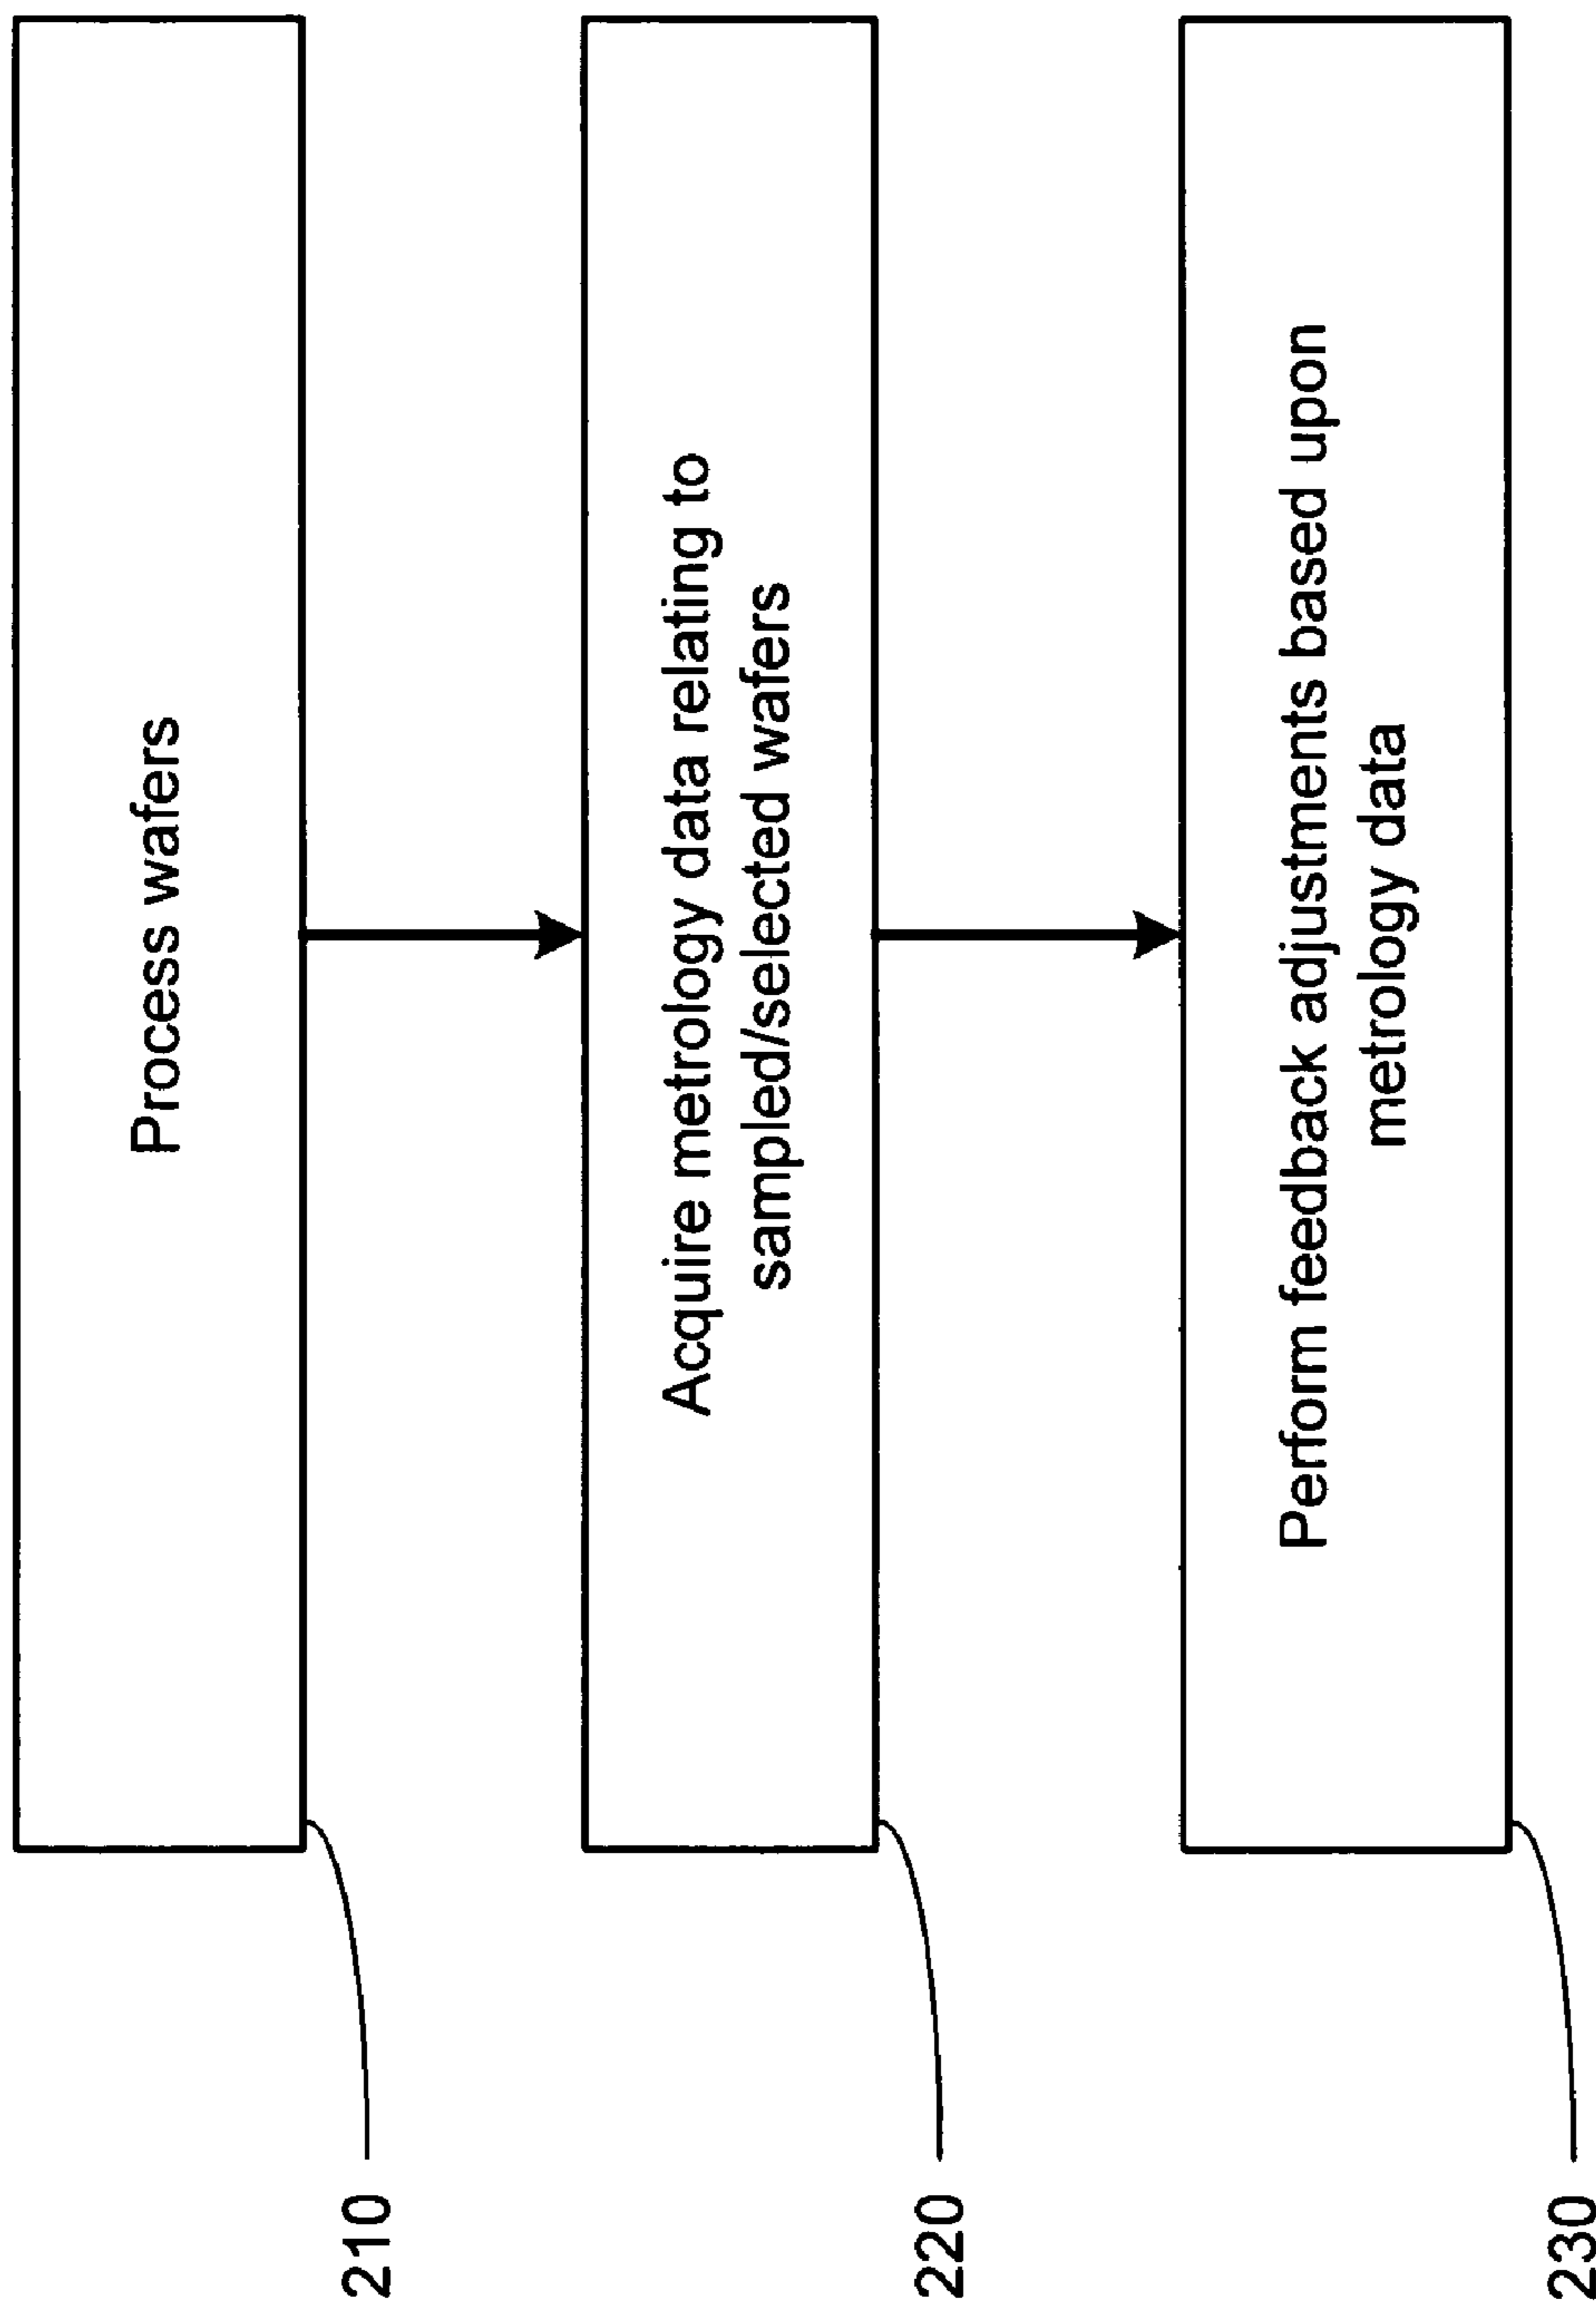 Process wafers
210
Acquire metrology data relating to
sampled/selected wafers
220
Perform feedback adjustments based upon
metrology data
230